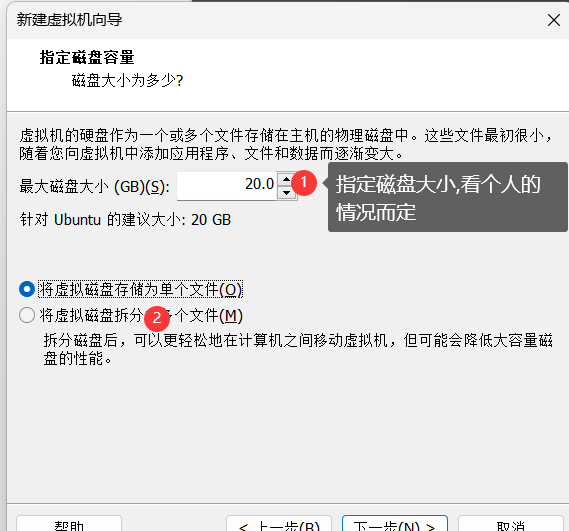 新建虚拟机向导
指定磁盘容量
磁盘大小为多少?
虚拟机的硬盘作为一个或多个文件存储在主机的物理磁盘中。这些文件最初很小，
随着您向虚拟机中添加应用程序、文件和数据而逐渐变大。
最大磁盘大小 (GB)(S): 20.0
1
指定磁盘大小,看个人的
情况而定
针对 Ubuntu 的建议大小: 20 GB
将虚拟磁盘存储为单个文件(O)
将虚拟磁盘拆分 多个文件(M)
2
拆分磁盘后，可以更轻松地在计算机之间移动虚拟机，但可能会降低大容量磁
盘的性能。
帮助 < 上一步(B) 下一步(N) > 取消